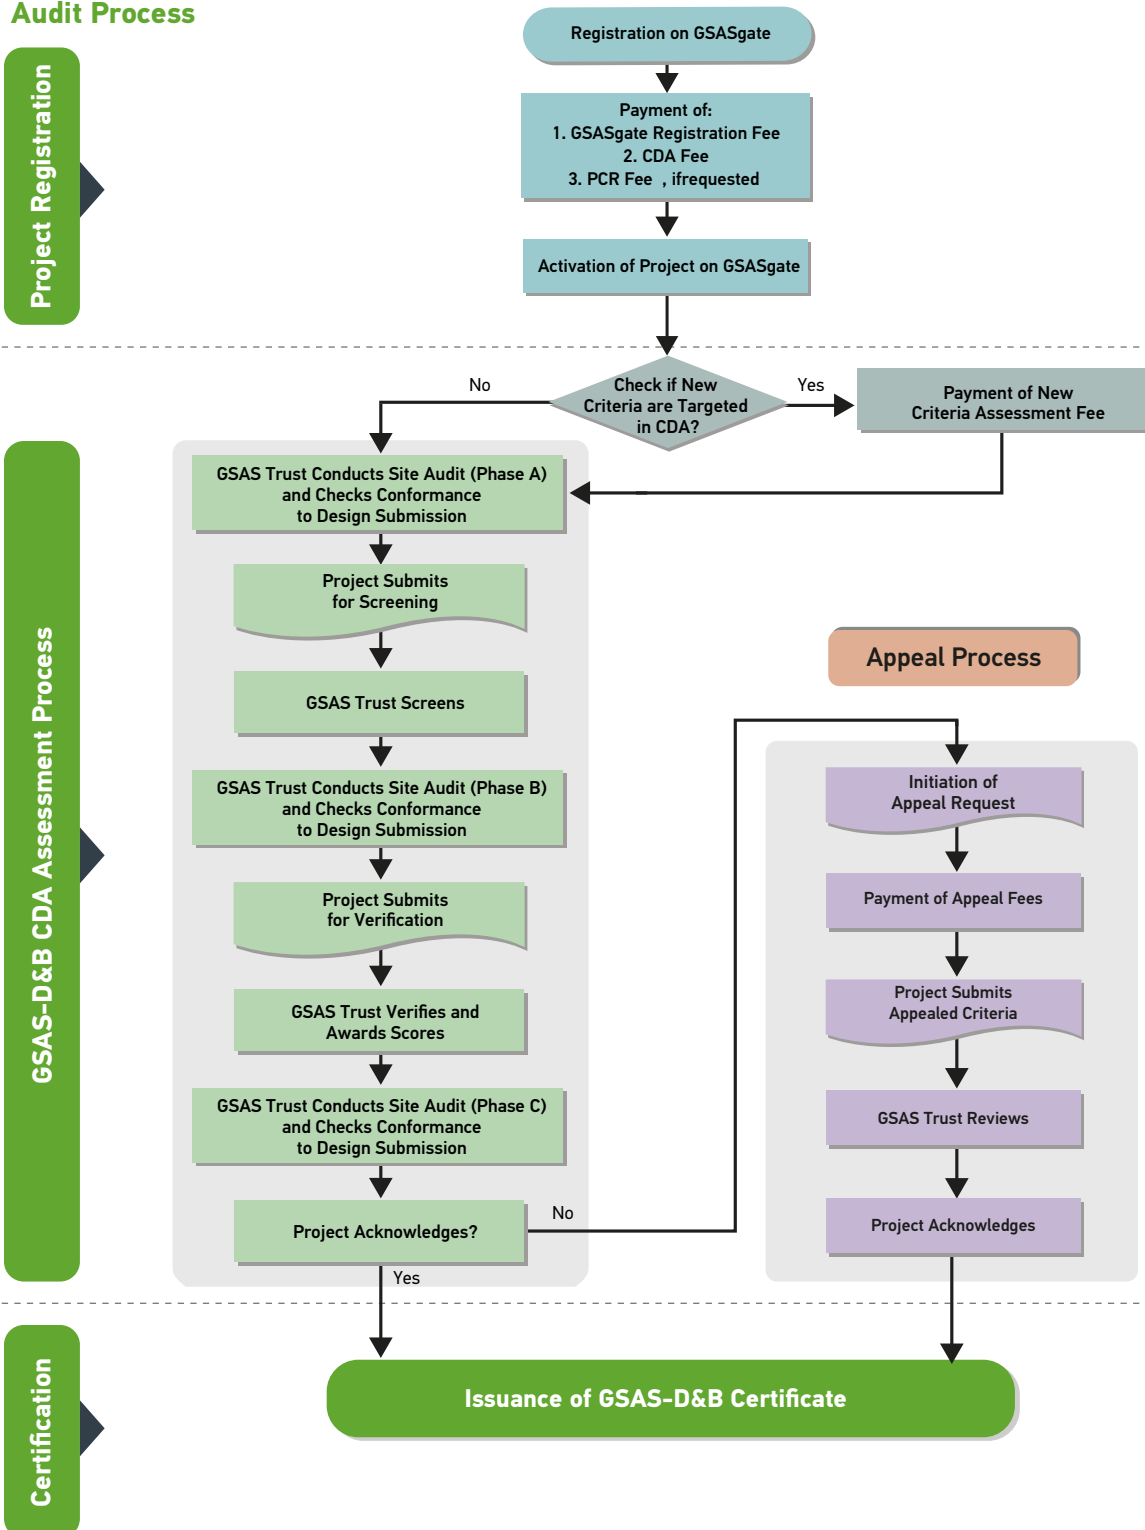 Audit Process
Project Registration
Registration on GSASgate
Payment of:
1. GSASgate Registration Fee
2. CDA Fee
3. PCR Fee , ifrequested
Activation of Project on GSASgate
GSAS-D&B CDA Assessment Process
No
Check if New
Criteria are Targeted
in CDA?
Yes
Payment of New
Criteria Assessment Fee
GSAS Trust Conducts Site Audit (Phase A)
and Checks Conformance
to Design Submission
Project Submits
for Screening
GSAS Trust Screens
GSAS Trust Conducts Site Audit (Phase B)
and Checks Conformance
to Design Submission
Project Submits
for Verification
GSAS Trust Verifies and
Awards Scores
GSAS Trust Conducts Site Audit (Phase C)
and Checks Conformance
to Design Submission
Project Acknowledges?
No
Yes
Appeal Process
Initiation of
Appeal Request
Payment of Appeal Fees
Project Submits
Appealed Criteria
GSAS Trust Reviews
Project Acknowledges
Certification
Issuance of GSAS-D&B Certificate